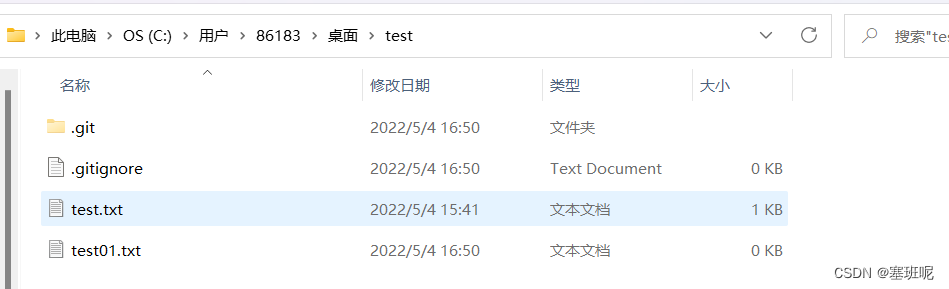 此电脑 > OS (C:) > 用户 > 86183 > 桌面 > test 搜索"tes
名称 修改日期 类型 大小
.git 2022/5/4 16:50 文件夹
.gitignore 2022/5/4 16:50 Text Document 0 KB
test.txt 2022/5/4 15:41 文本文档 1 KB
test01.txt 2022/5/4 16:50 文本文档 0 KB
CSDN @塞班呢